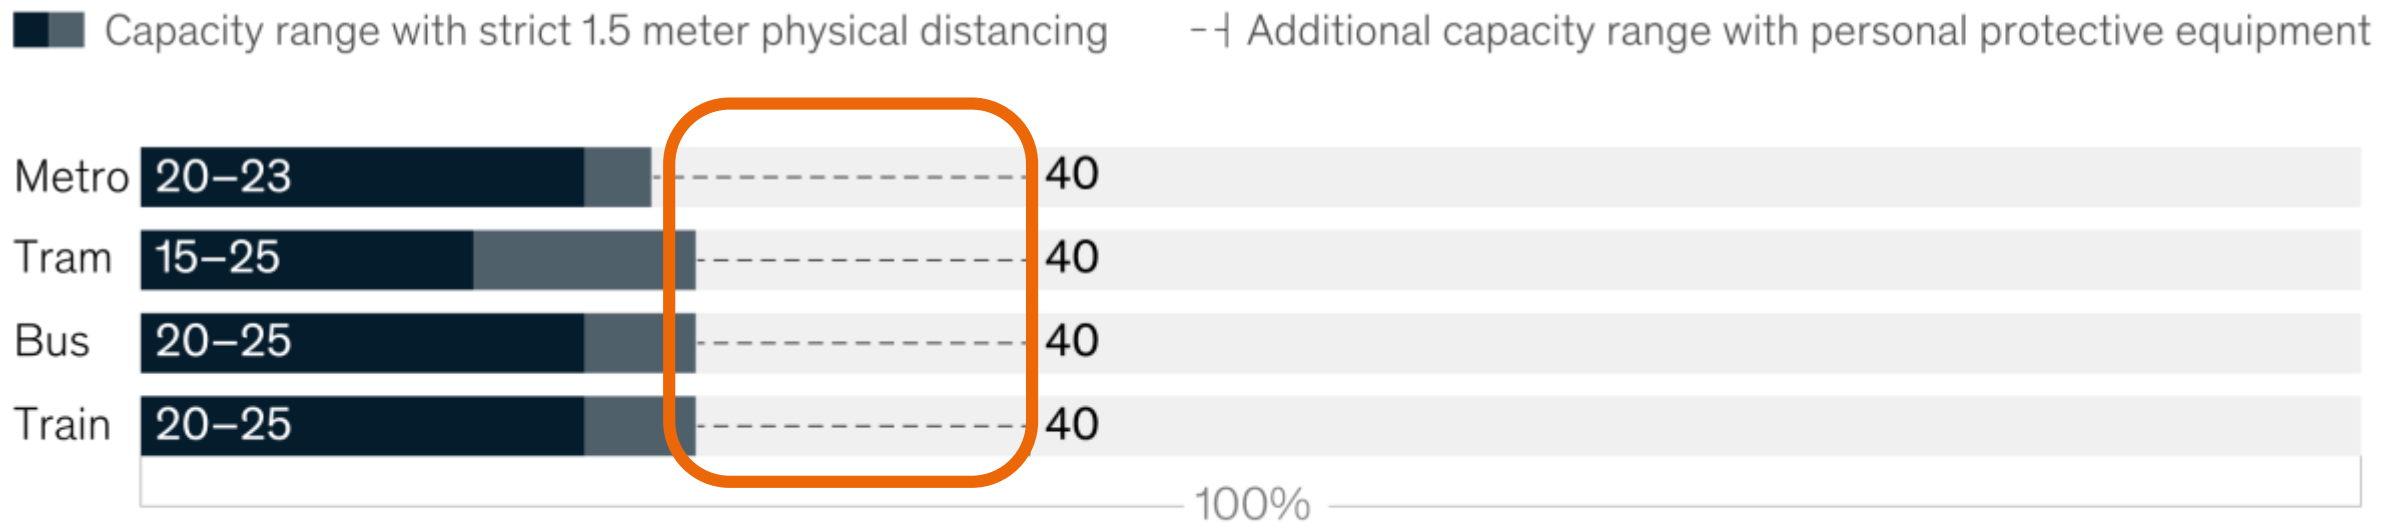 Capacity range with strict 1.5 meter physical distancing
Additional capacity range with personal protective equipment
Metro 20–23 40
Tram 15–25 40
Bus 20–25 40
Train 20–25 40
100%